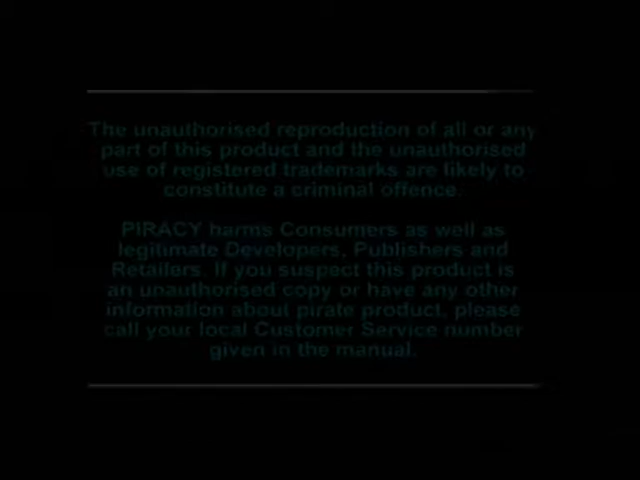 The unauthorised reproduction of all or any
part of this product and the unauthorised
use of registered trademarks are likely to
constitute a criminal offence.
PIRACY harms Consumers as well as
legitimate Developers, Publishers and
Retailers. If you suspect this product is
an unauthorised copy or have any other
information about pirate product, please
call your local Customer Service number
given in the manual.